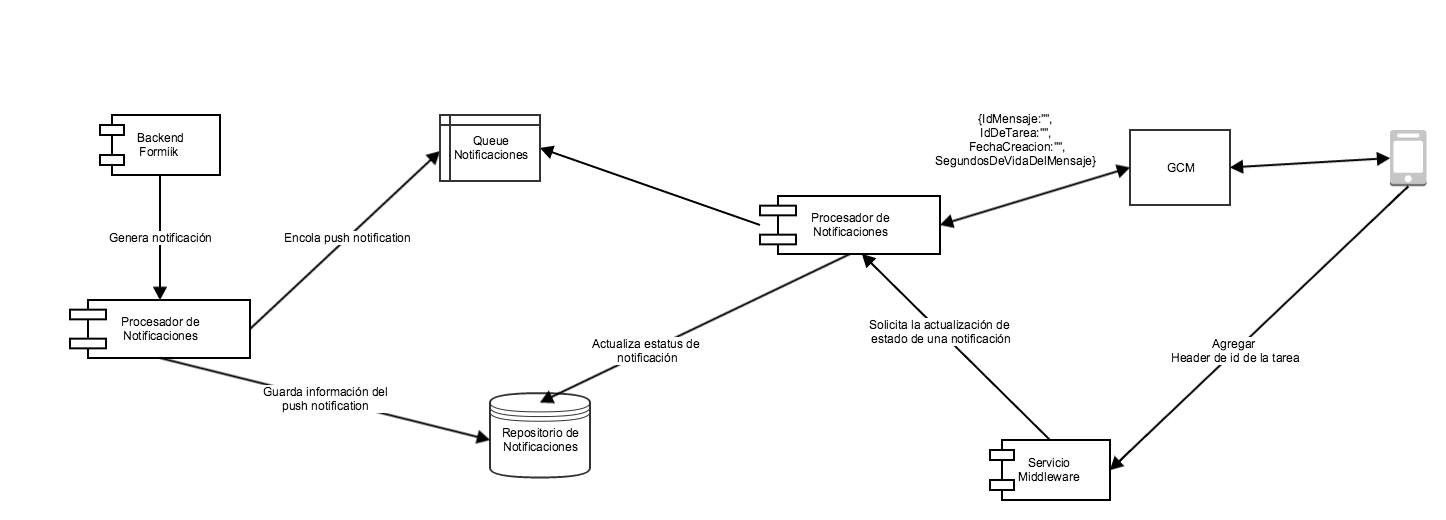 Backend
Formiik
Queue
Notificaciones
{IdMensaje:"",
IdDeTarea:"",
FechaCreacion:"",
SegundosDeVidaDelMensaje}
GCM
Procesador de
Notificaciones
Genera notificación
Encola push notification
Procesador de
Notificaciones
Actualiza estatus de
notificación
Solicita la actualización de
estado de una notificación
Agregar
Header de id de la tarea
Guarda información del
push notification
Repositorio de
Notificaciones
Servicio
Middleware